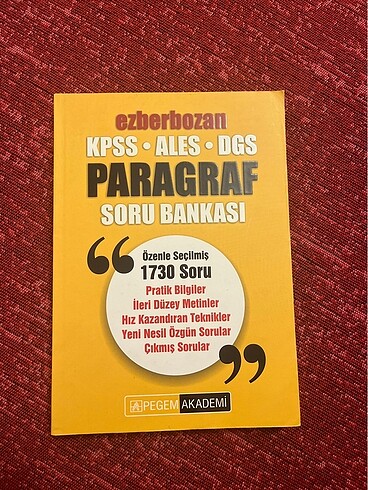 ezberbozan
KPSS • ALES • DGS
PARAGRAF
SORU BANKASI
“
Özenle Seçilmiş
1730 Soru
Pratik Bilgiler
İleri Düzey Metinler
Hız Kazandıran Teknikler
Yeni Nesil Özgün Sorular
Çıkmış Sorular
”
PEGEM AKADEMİ